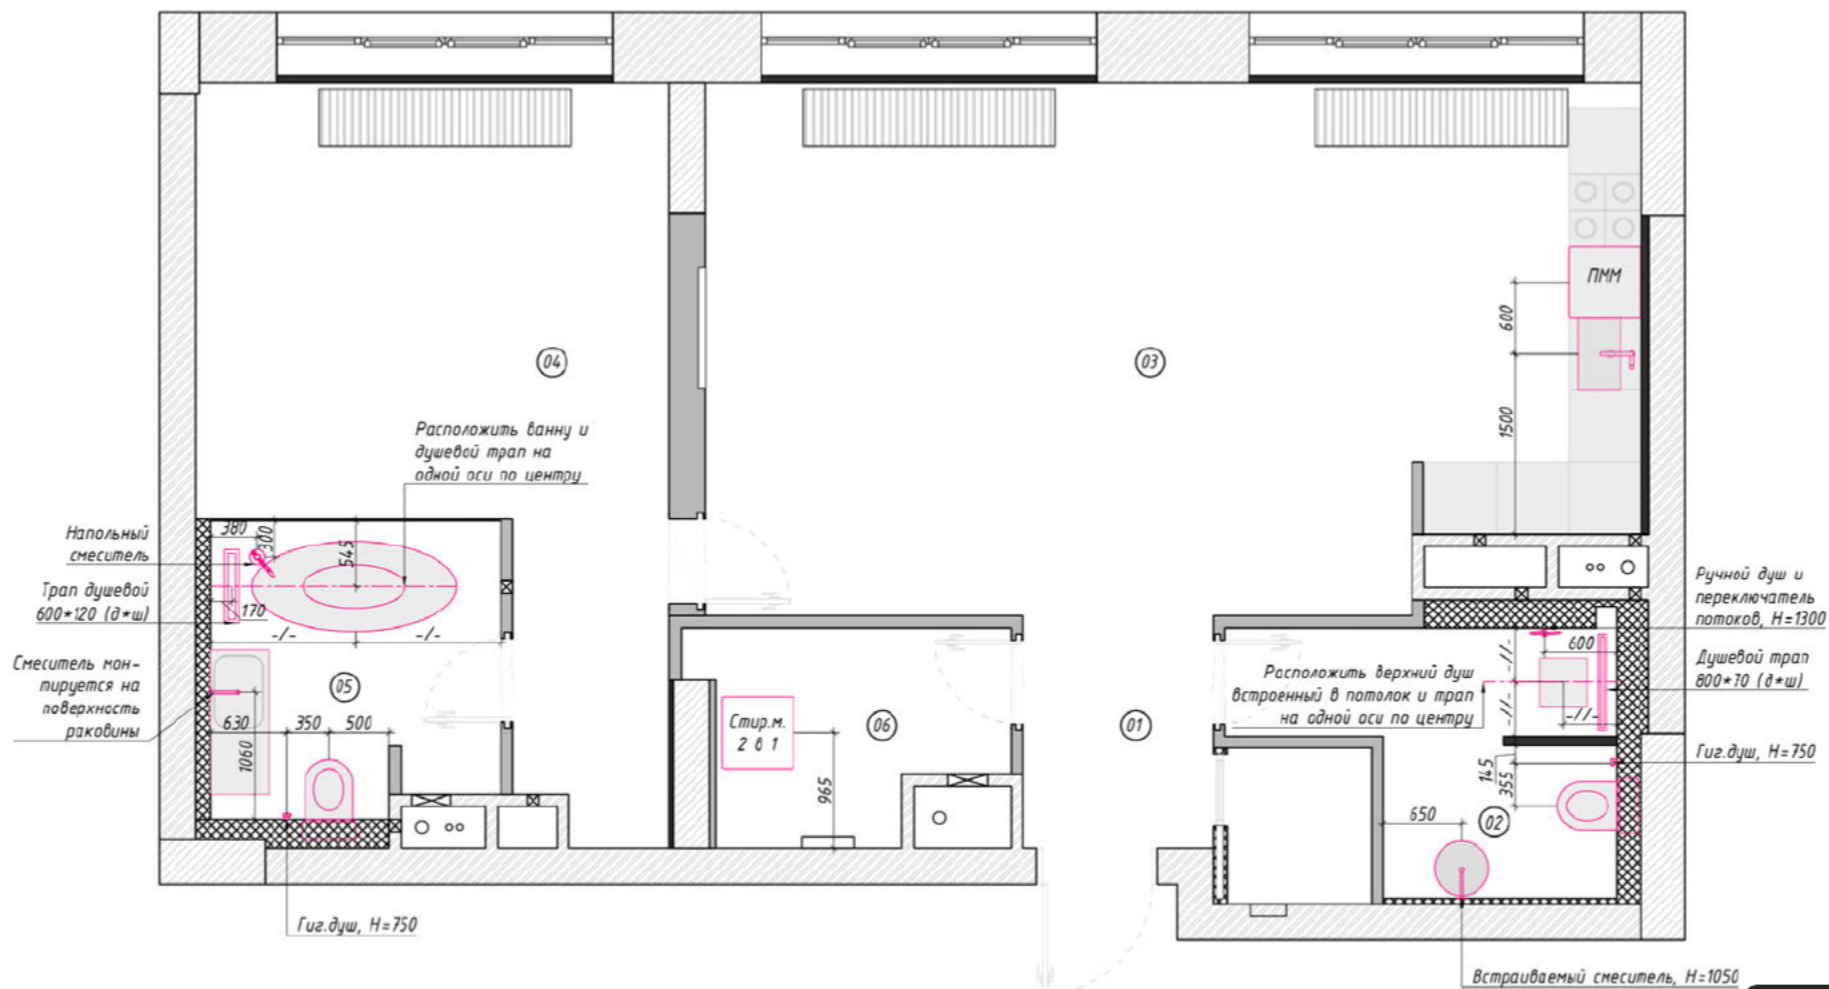 ПММ
600
1500
04
03
Расположить ванну и
душевой трап на
одной оси по центру
Напольный
смеситель
380
300
545
Трап душевой
600*120 (д*ш)
170
-/-
-/-
Смеситель мон-
тируется на
поверхность
раковины
05
630
350
500
1060
Гиг.душ, Н=750
Стир.м.
2 в 1
06
965
01
Расположить верхний душ
встроенный в потолок и трап
на одной оси по центру
-//-
-//-
-//-
600
Ручной душ и
переключатель
потоков, Н=1300
Душевой трап
800*70 (д*ш)
Гиг.душ, Н=750
145
355
650
02
Встраиваемый смеситель, Н=1050